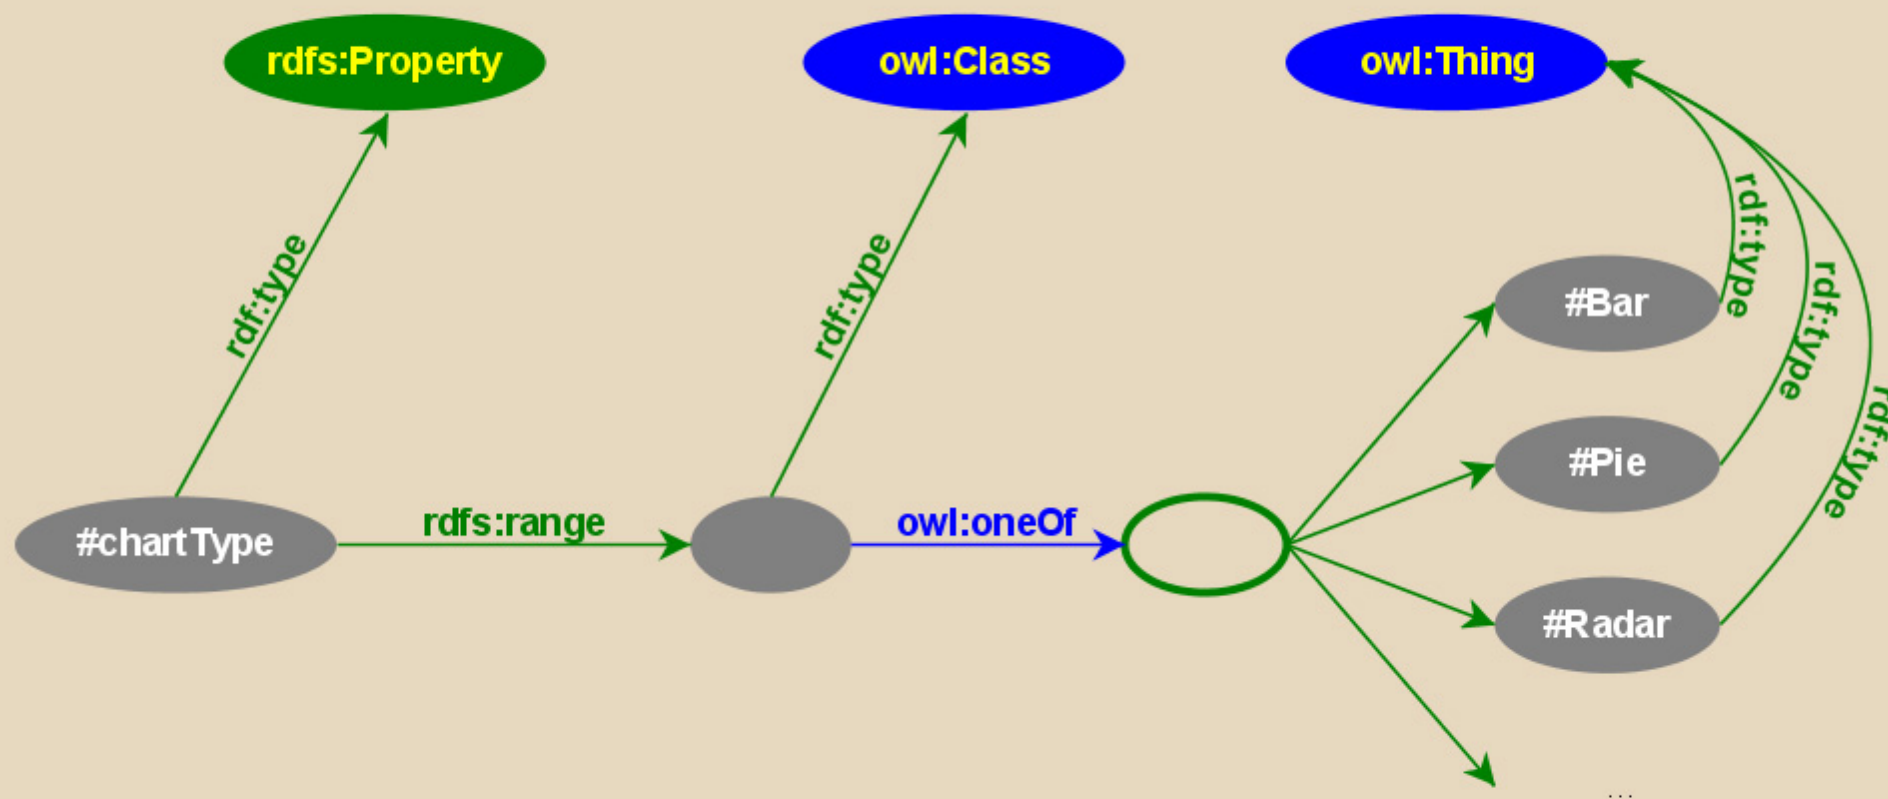 rdfs:Property
owl:Class
owl:Thing
rdf:type
rdf:type
rdf:type
rdf:type
rdf:type
#Bar
#Pie
#chartType
rdfs:range
owl:oneOf
#Radar
...